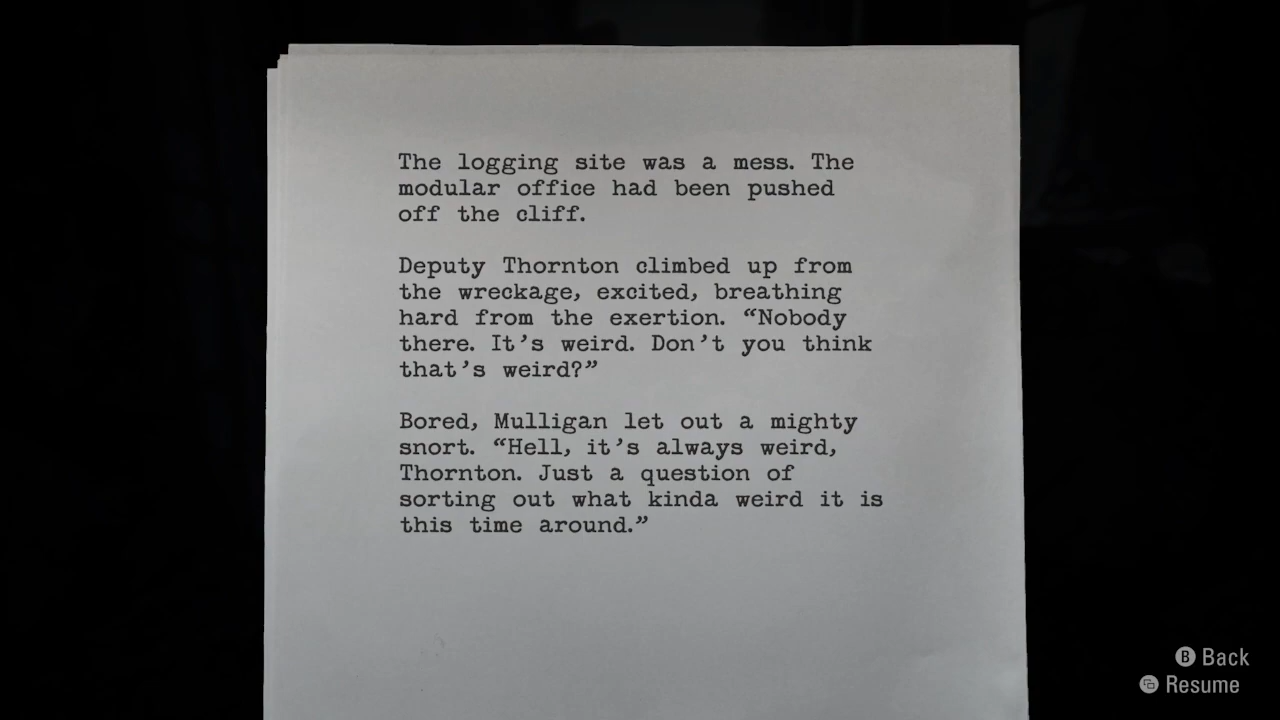 The logging site was a mess. The
modular office had been pushed
off the cliff.
Deputy Thornton climbed up from
the wreckage, excited, breathing
hard from the exertion. “Nobody
there. It’s weird. Don’t you think
that’s weird?”
Bored, Mulligan let out a mighty
snort. “Hell, it’s always weird,
Thornton. Just a question of
sorting out what kinda weird it is
this time around.”
B Back
Resume